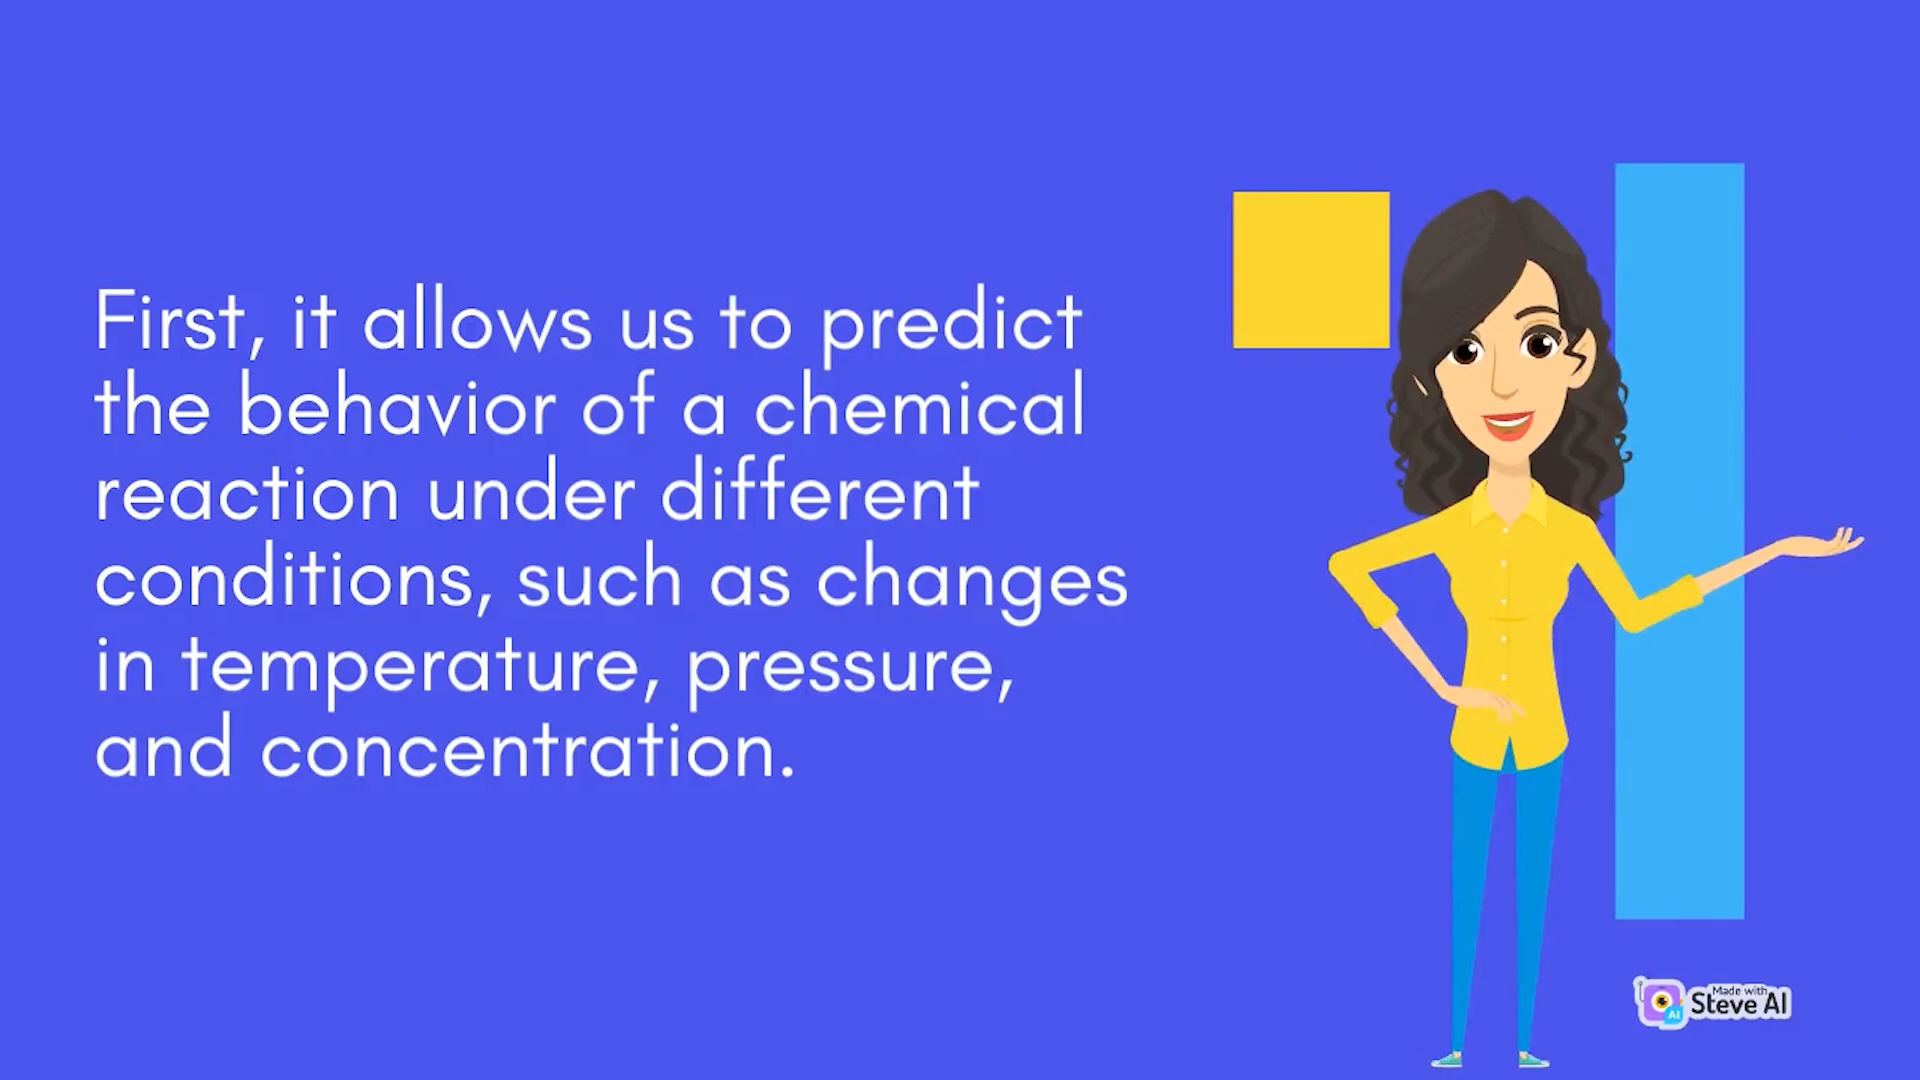 First, it allows us to predict
the behavior of a chemical
reaction under different
conditions, such as changes
in temperature, pressure,
and concentration.
Made with
Steve AI
AI